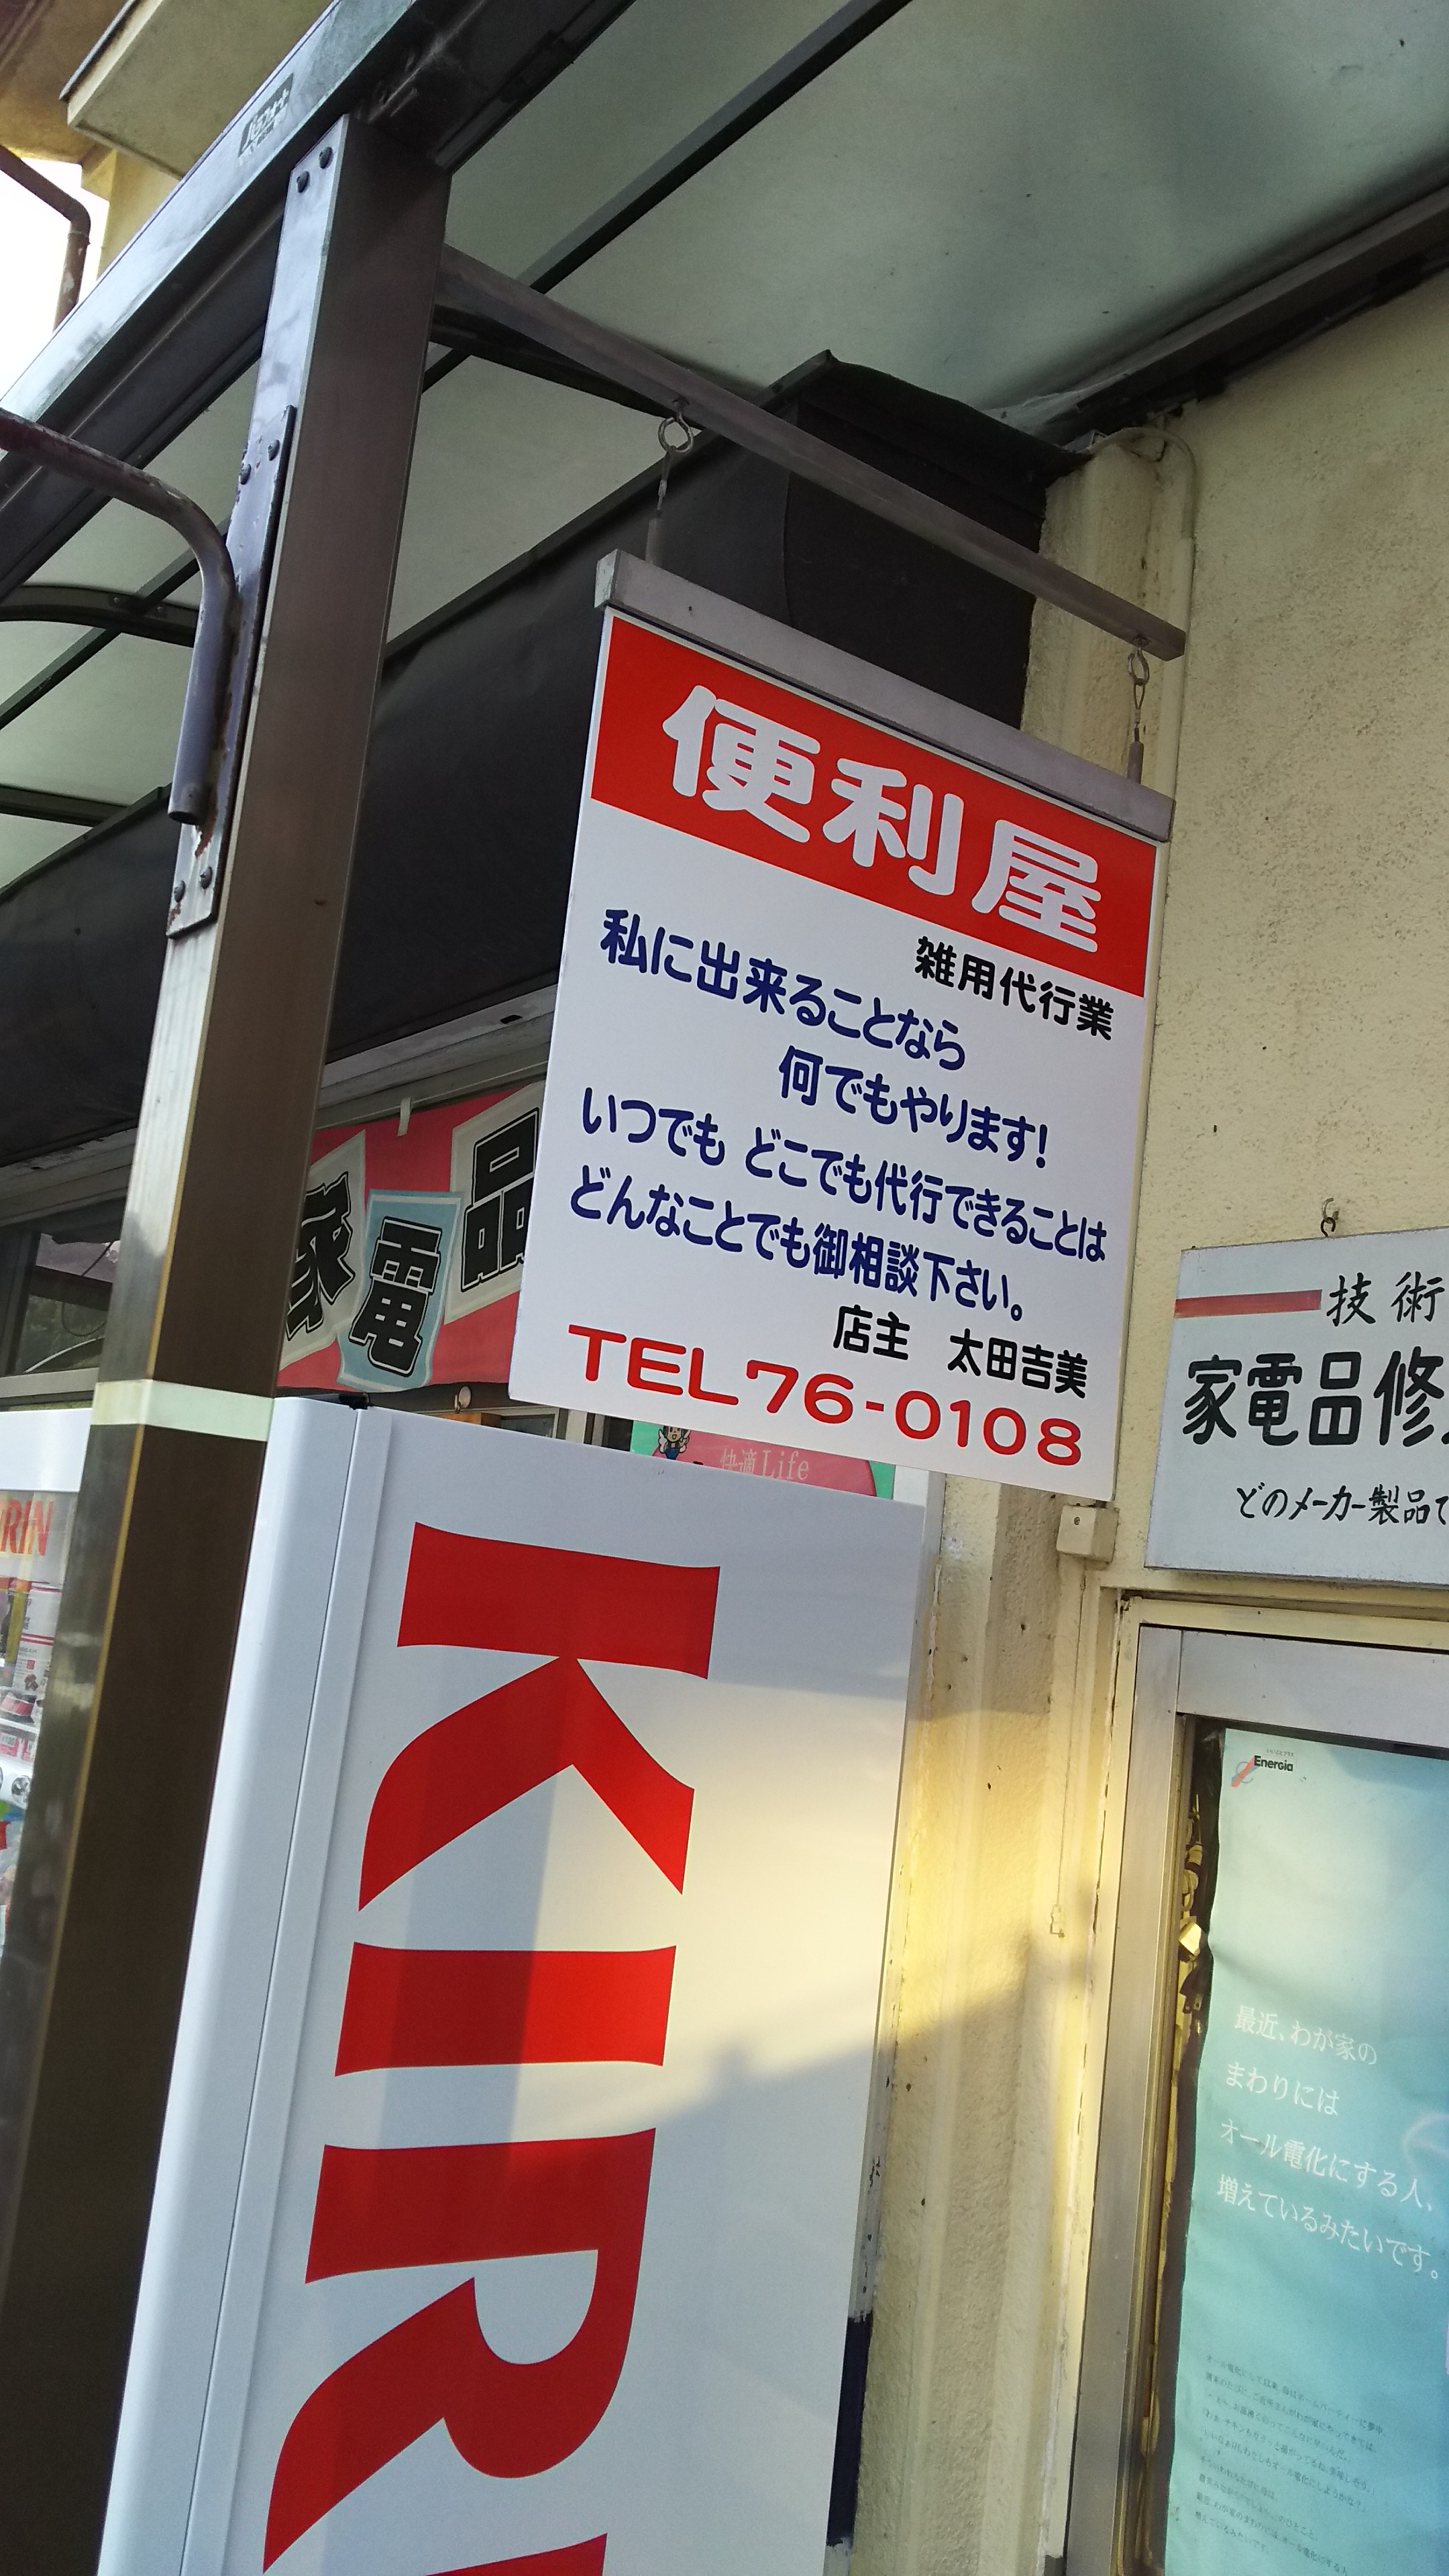 便利屋
雑用代行業
私に出来ることなら
何でもやります!
いつでも どこでも代行できることは
どんなことでも御相談下さい。
店主 太田吉美
TEL76-0108
家電品
快適Life
技術
家電品修
どのメーカー製品で
KIR
RIN
Energia
最近、わが家の
まわりには
オール電化にする人、
増えているみたいです。